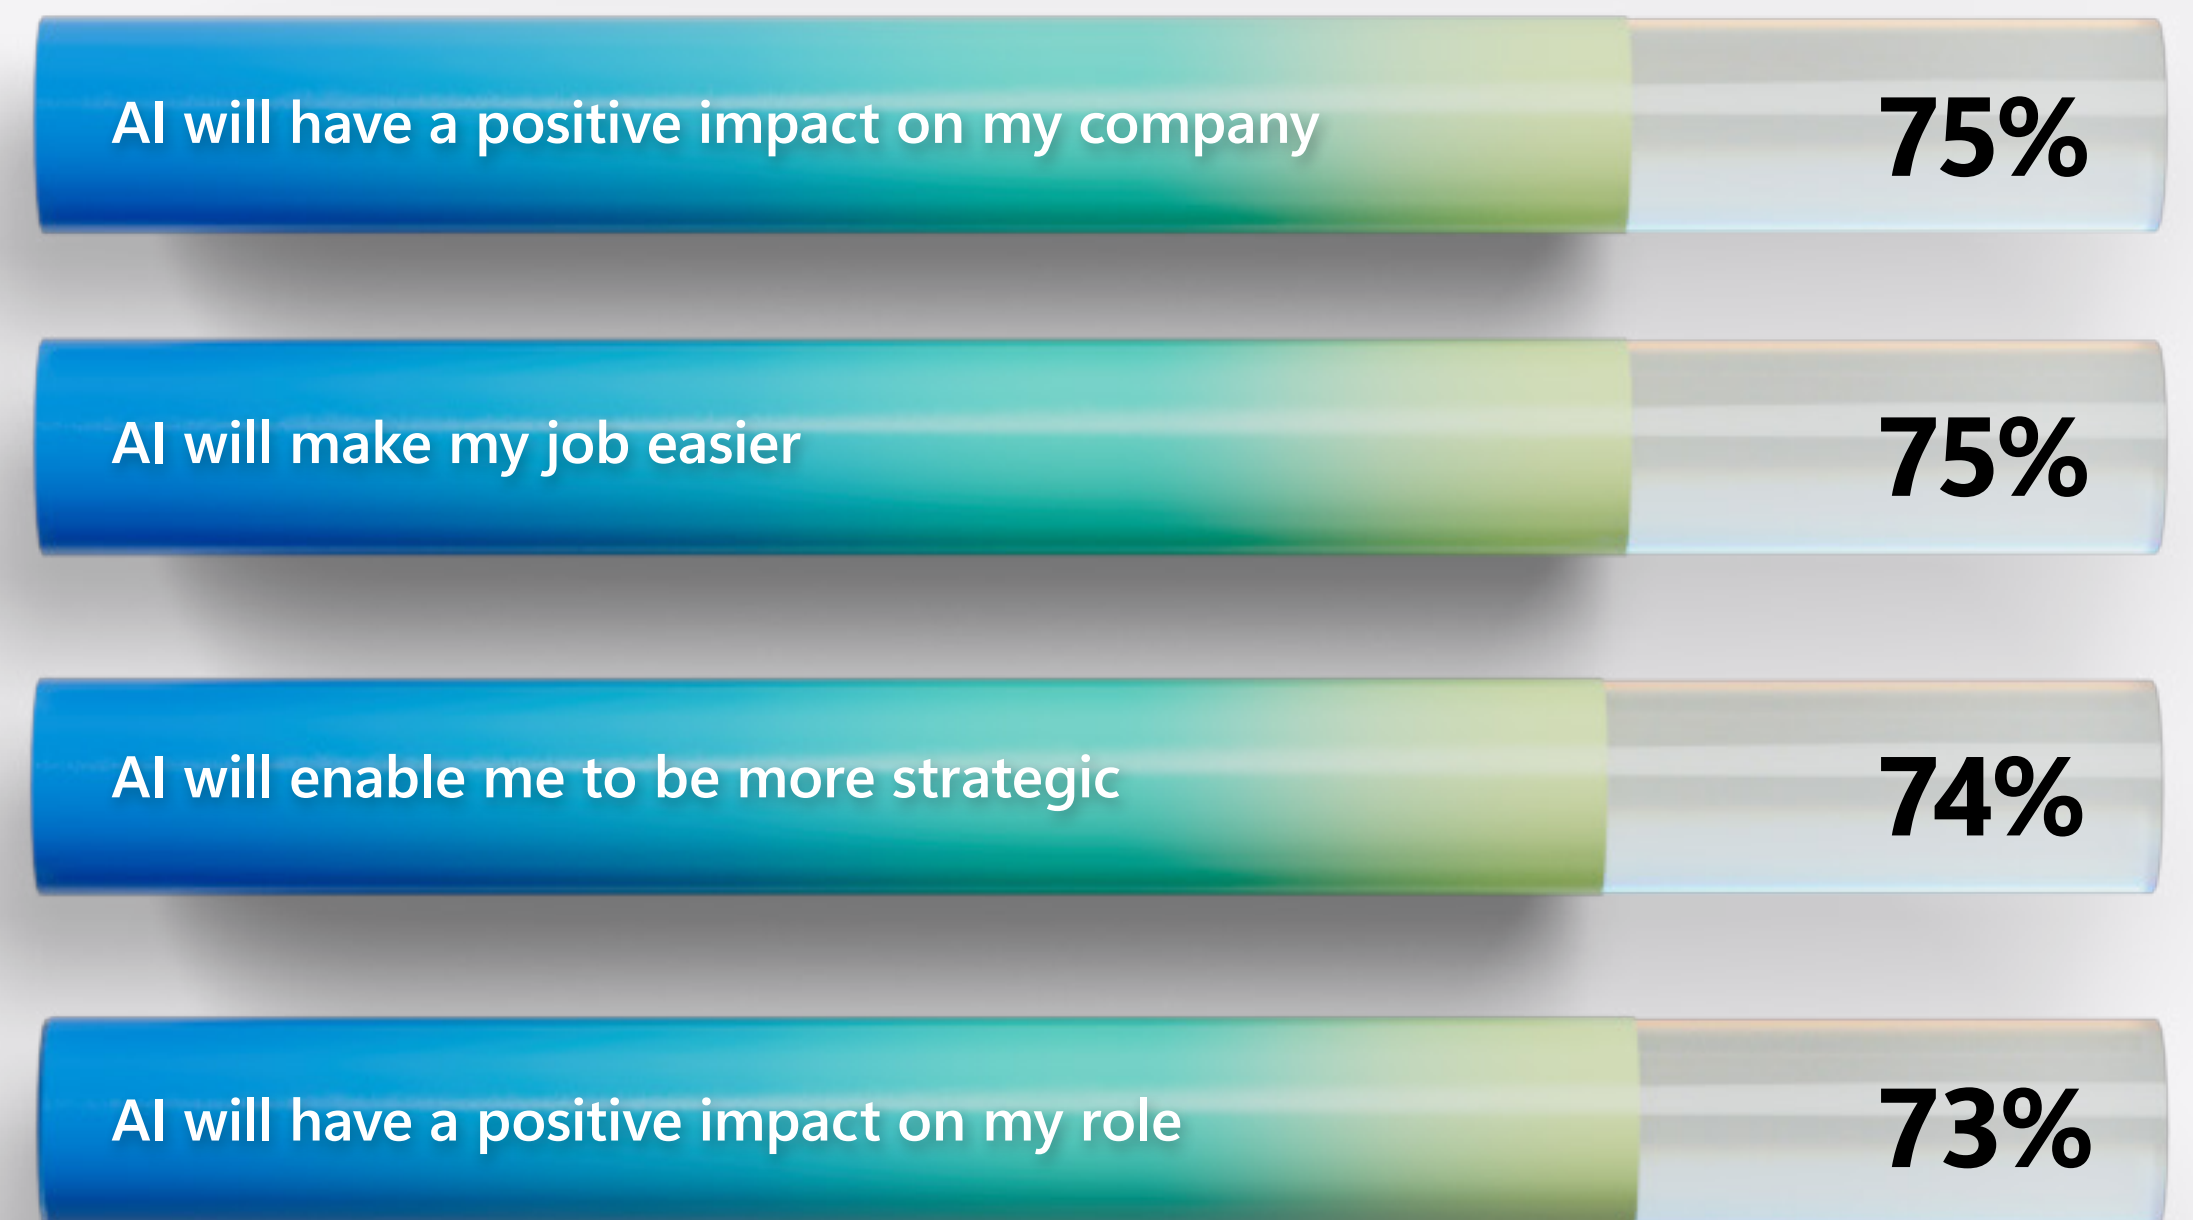 AI will have a positive impact on my company
75%
AI will make my job easier
75%
AI will enable me to be more strategic
74%
AI will have a positive impact on my role
73%